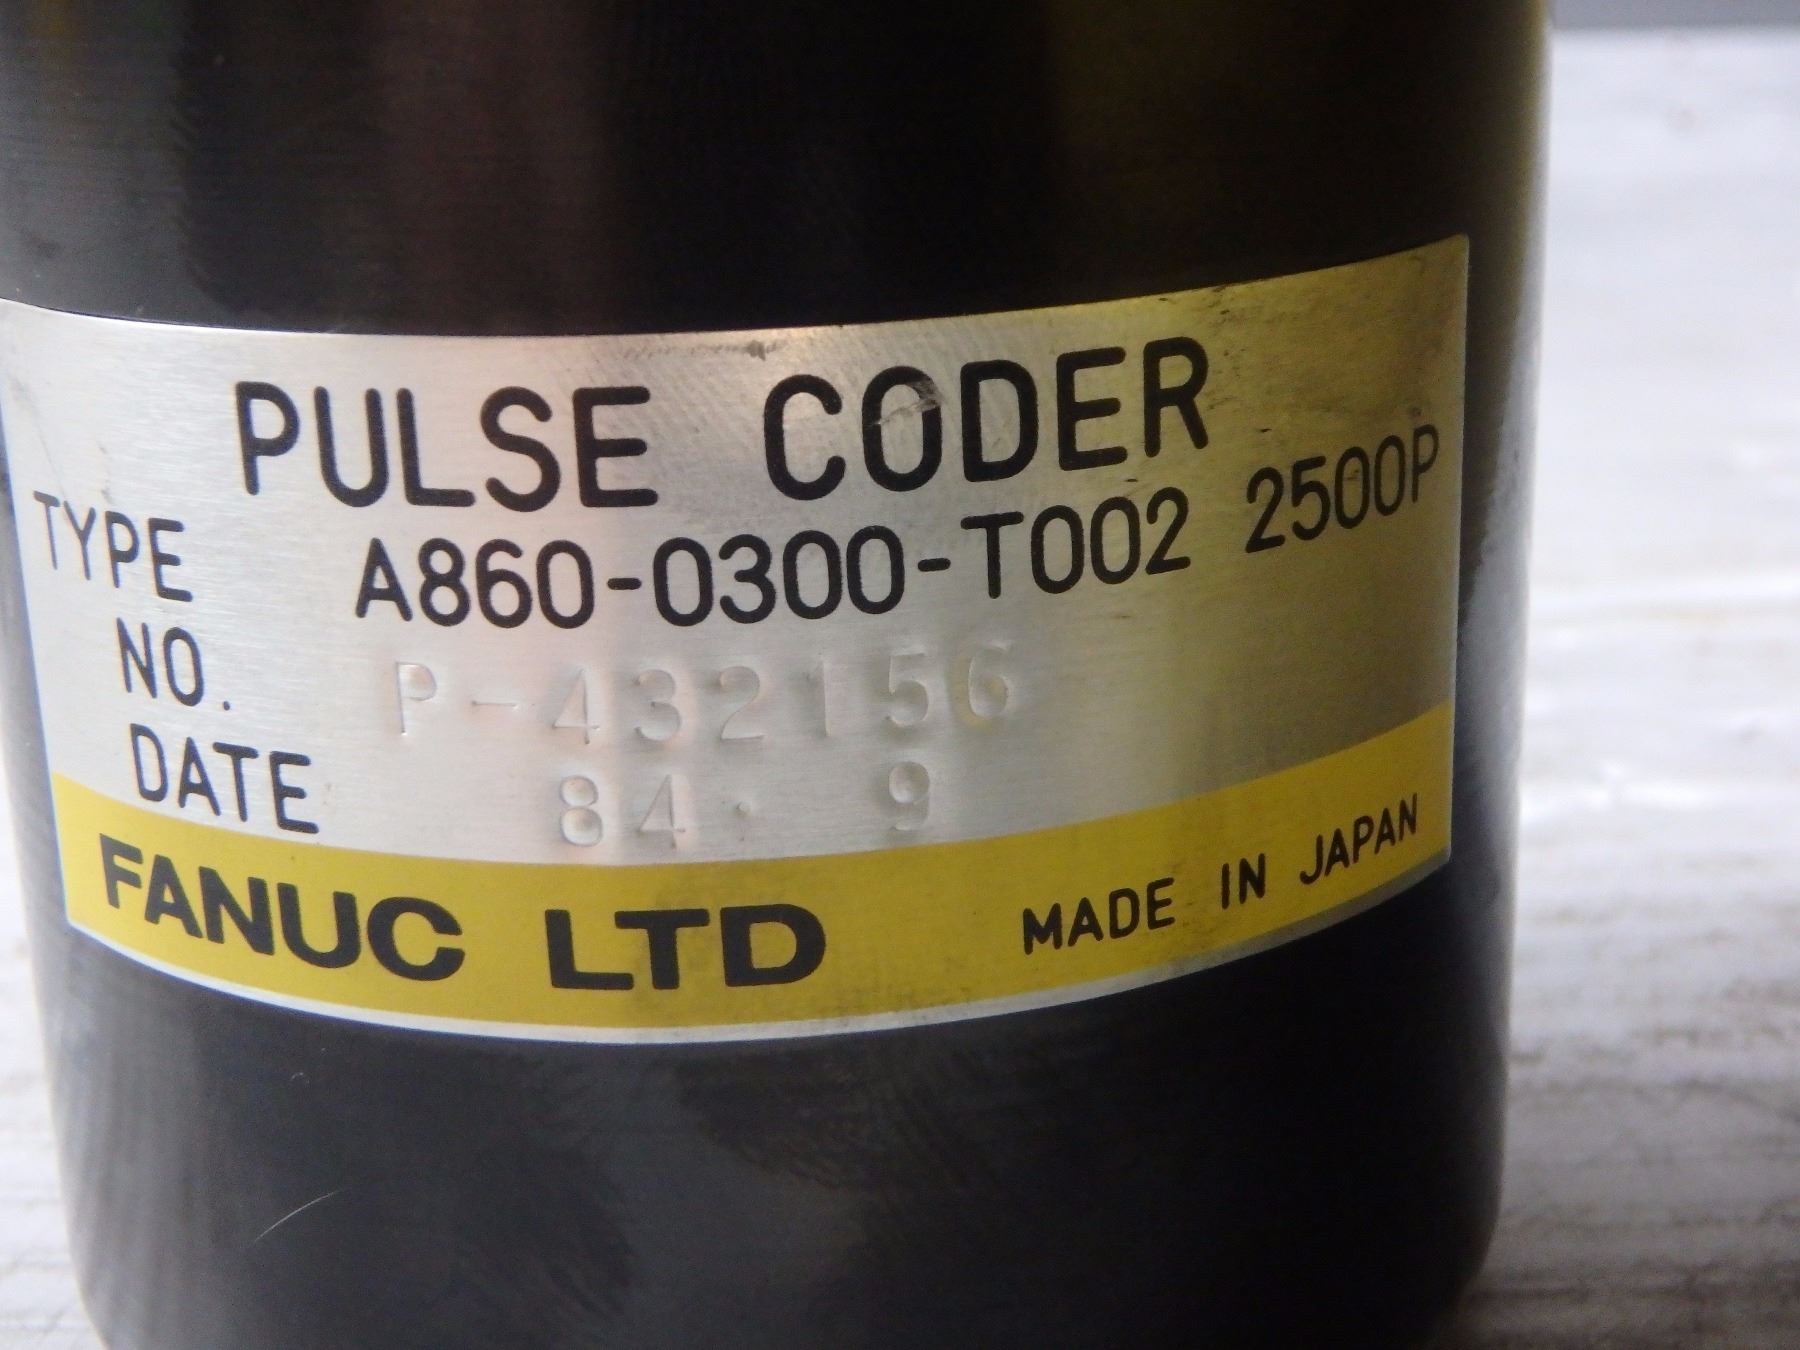 PULSE CODER
TYPE A860-0300-T002 2500P
NO. P-432156
DATE 84. 9
FANUC LTD MADE IN JAPAN